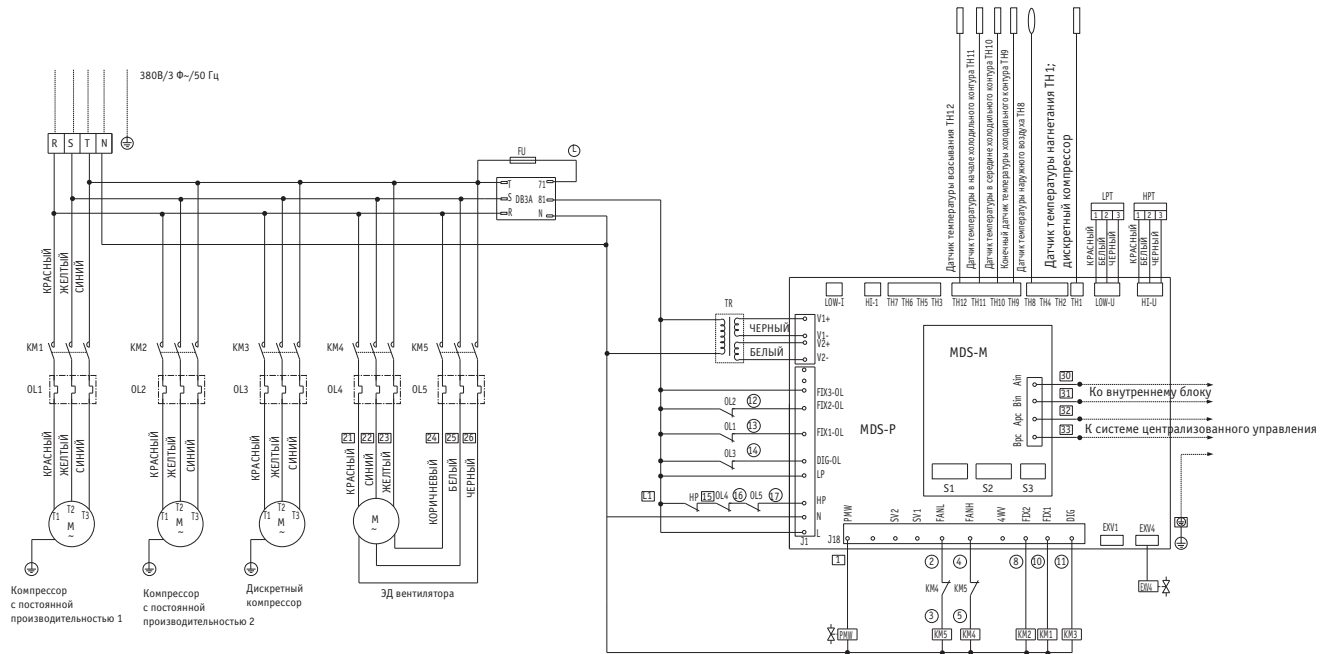 380В/3 Ф~/50 Гц
R S T N
КРАСНЫЙ
ЖЕЛТЫЙ
СИНИЙ
FU
L
T 71
S DB3A 81
R N
KM1
KM2
KM3
KM4
KM5
OL1
OL2
OL3
OL4
OL5
КРАСНЫЙ
ЖЕЛТЫЙ
СИНИЙ
КРАСНЫЙ
ЖЕЛТЫЙ
СИНИЙ
КРАСНЫЙ
ЖЕЛТЫЙ
СИНИЙ
21 22 23
КРАСНЫЙ
СИНИЙ
ЖЕЛТЫЙ
24 25 26
КОРИЧНЕВЫЙ
БЕЛЫЙ
ЧЕРНЫЙ
T1 T2 T3
M
~
T1 T2 T3
M
~
T1 T2 T3
M
~
M
~
Компрессор
с постоянной
производительностью 1
Компрессор
с постоянной
производительностью 2
Дискретный
компрессор
ЭД вентилятора
Датчик температуры всасывания TH12
Датчик температуры в начале холодильного контура TH11
Датчик температуры в середине холодильного контура TH10
Конечный датчик температуры холодильного контура TH9
Датчик температуры наружного воздуха TH8
Датчик температуры нагнетания TH1;
дискретный компрессор
LPT
1 2 3
КРАСНЫЙ
БЕЛЫЙ
ЧЕРНЫЙ
HPT
1 2 3
КРАСНЫЙ
БЕЛЫЙ
ЧЕРНЫЙ
LOW-I
HI-1
TH7 TH6 TH5 TH3
TH12 TH11 TH10 TH9
TH8 TH4 TH2 TH1
LOW-U
HI-U
TR
ЧЕРНЫЙ
БЕЛЫЙ
V1+
V1-
V2+
V2-
FIX3-OL
FIX2-OL
FIX1-OL
DIG-OL
LP
HP
N
L
J1
OL2 12
OL1 13
OL3 14
L1 HP 15 OL4 16 OL5 17
MDS-P
MDS-M
Ain
Bin
Apc
Bpc
S1 S2 S3
30
31
32
33
Ко внутреннему блоку
К системе централизованного управления
J18
PMW
SV2
SV1
FANL
FANH
4WV
FIX2
FIX1
DIG
EXV1
EXV4
1 2 4 8 10 11
KM4 KM5
3 5
PMW KM5 KM4 KM2 KM1 KM3
EXV4